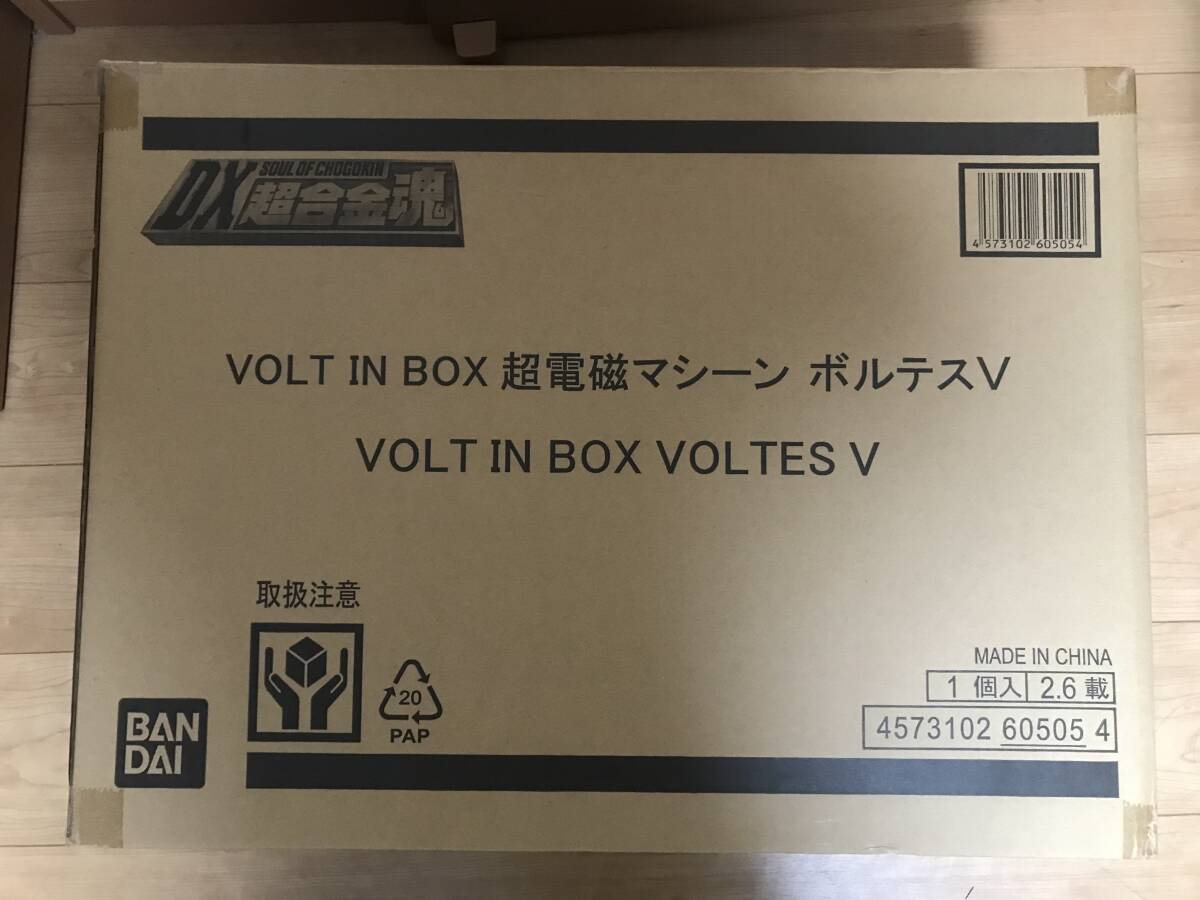 SOUL OF CHOGOKIN
DX超合金魂
4 573102 605054
VOLT IN BOX 超電磁マシーン ボルテスV
VOLT IN BOX VOLTES V
取扱注意
20
PAP
BAN
DAI
MADE IN CHINA
1 個入 2.6 載
4573102 60505 4